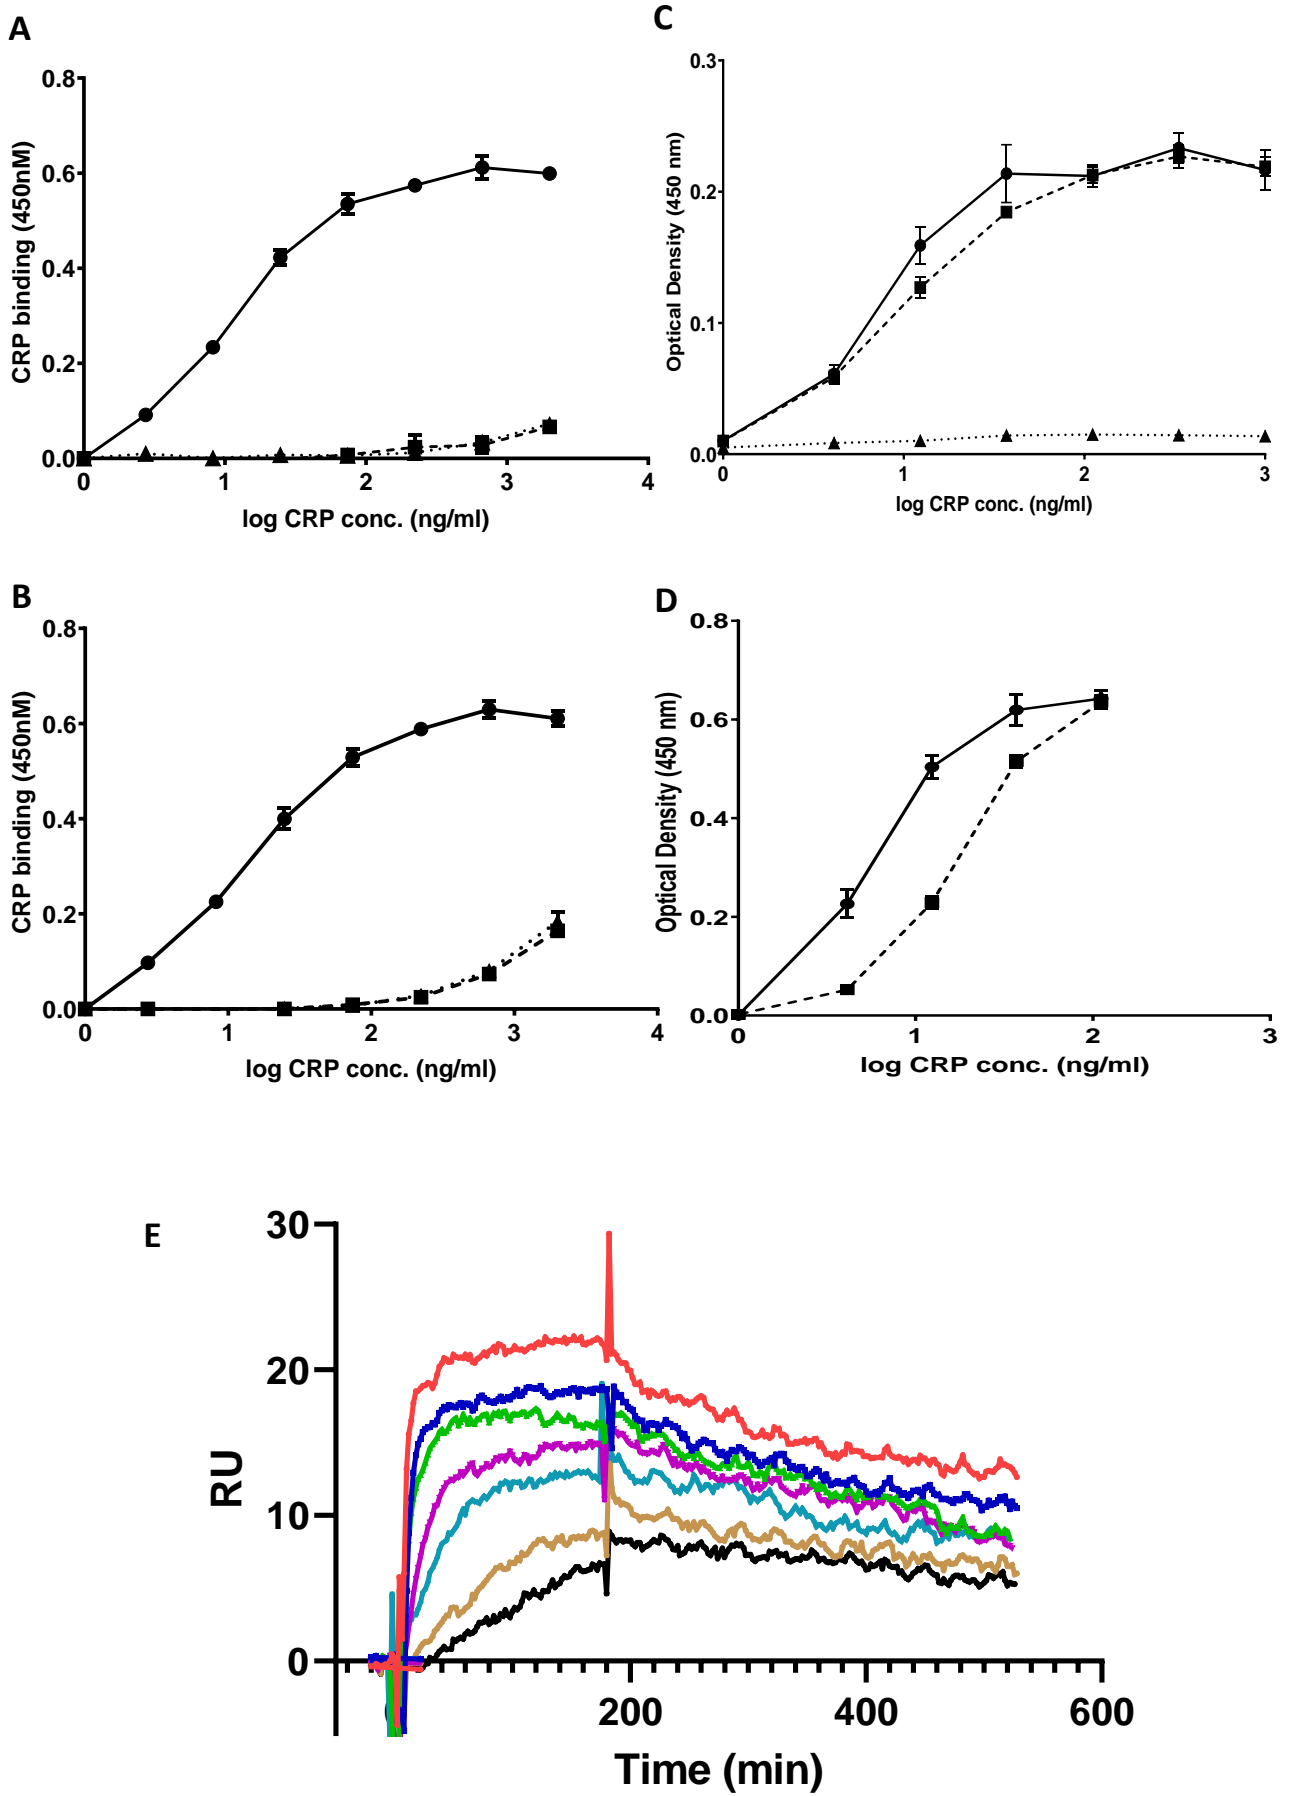 A
CRP binding (450nM)
0.8
0.6
0.4
0.2
0.0
0 1 2 3 4
log CRP conc. (ng/ml)
C
Optical Density (450 nm)
0.3
0.2
0.1
0.0
0 1 2 3
log CRP conc. (ng/ml)
B
CRP binding (450nM)
0.8
0.6
0.4
0.2
0.0
0 1 2 3 4
log CRP conc. (ng/ml)
D
Optical Density (450 nm)
0.8
0.6
0.4
0.2
0.0
0 1 2 3
log CRP conc. (ng/ml)
E
RU
30
20
10
0
200 400 600
Time (min)